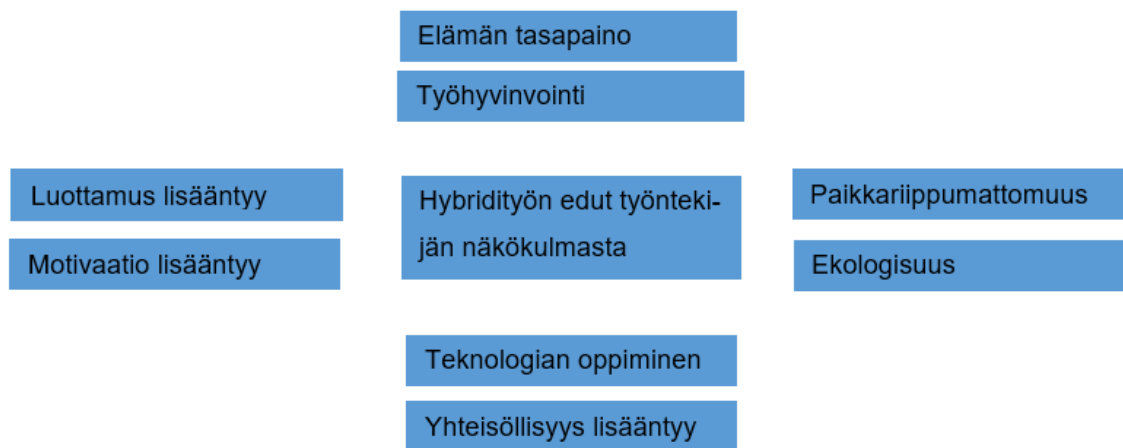 Elämän tasapaino
Työhyvinvointi
Luottamus lisääntyy
Motivaatio lisääntyy
Hybridityön edut työnteki-
jän näkökulmasta
Paikkariippumattomuus
Ekologisuus
Teknologian oppiminen
Yhteisöllisyys lisääntyy